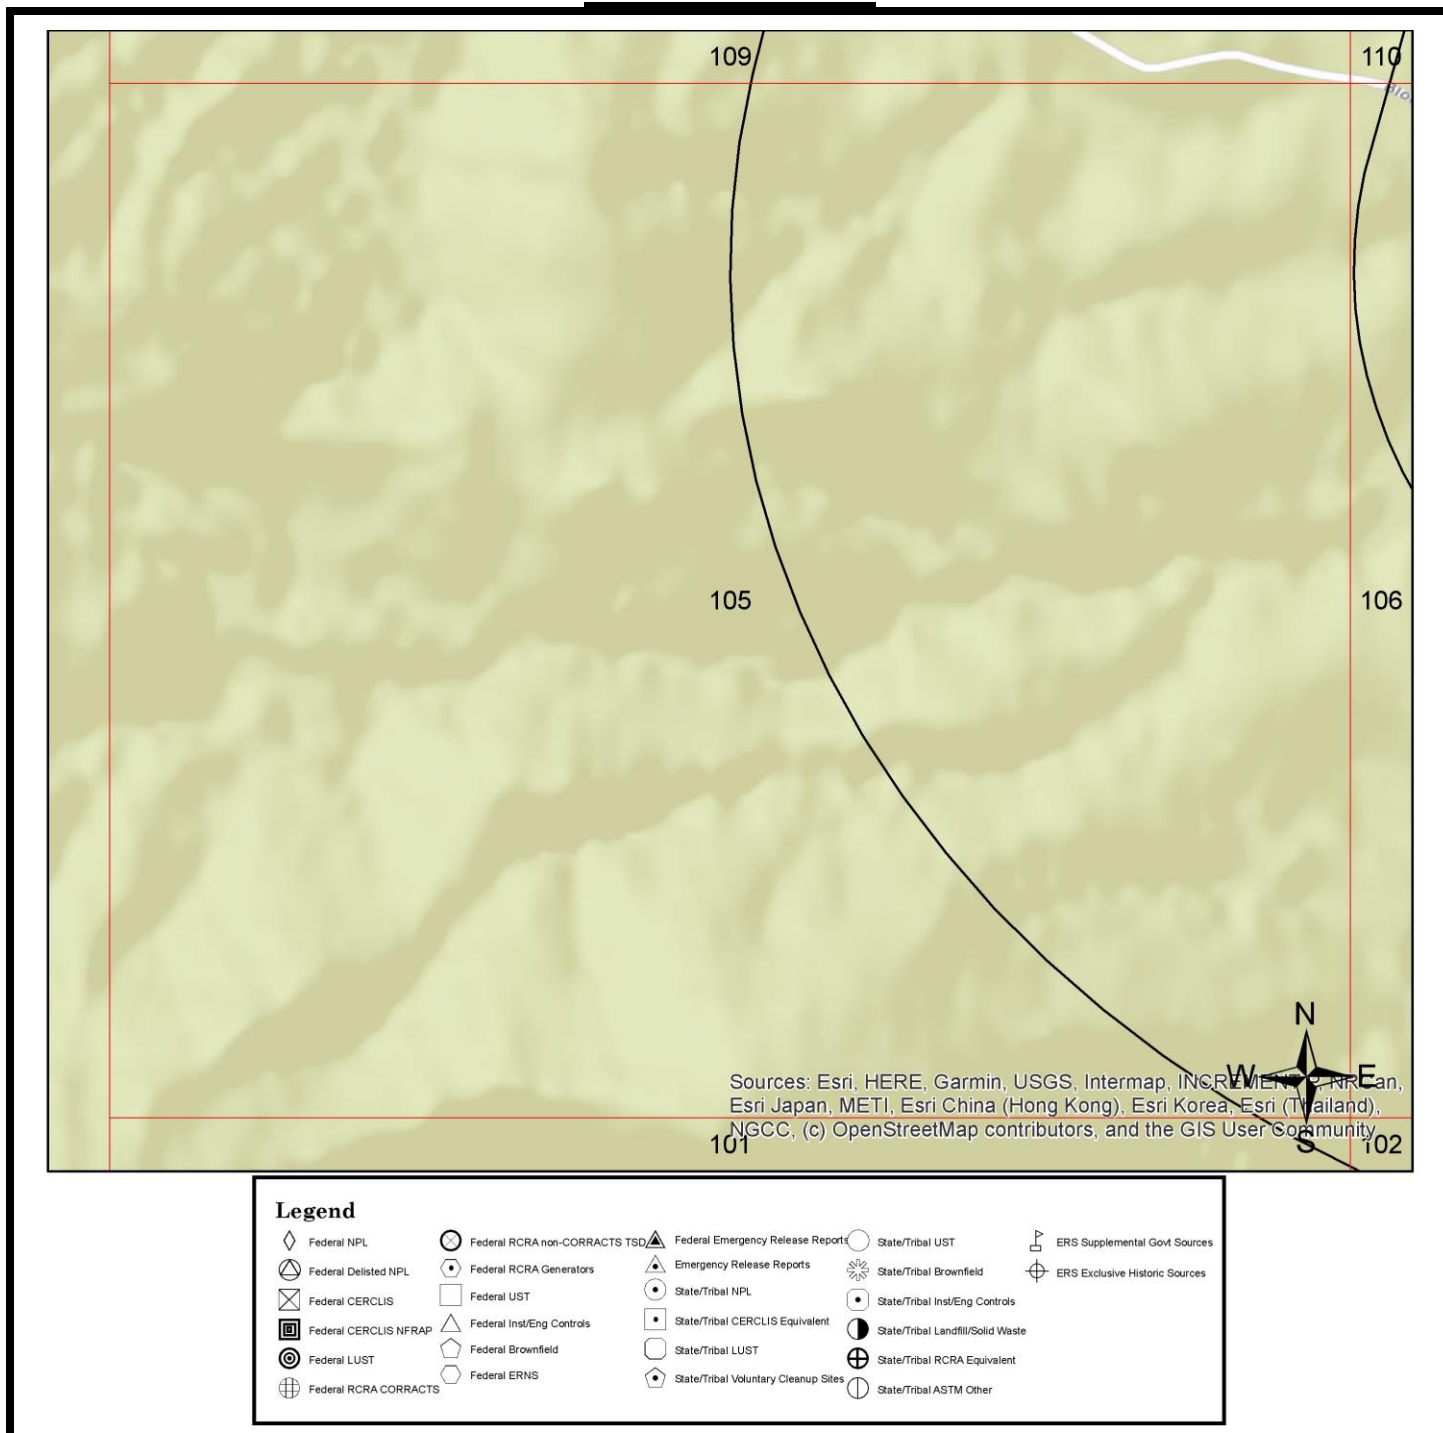 109
110
Blo
105
106
N
W
E
S
Sources: Esri, HERE, Garmin, USGS, Intermap, INCREMENT P, NRCan,
Esri Japan, METI, Esri China (Hong Kong), Esri Korea, Esri (Thailand),
NGCC, (c) OpenStreetMap contributors, and the GIS User Community
101
102
Legend
Federal NPL
Federal Delisted NPL
Federal CERCLIS
Federal CERCLIS NFRAP
Federal LUST
Federal RCRA CORRACTS
Federal RCRA non-CORRACTS TSD
Federal RCRA Generators
Federal UST
Federal Inst/Eng Controls
Federal Brownfield
Federal ERNS
Federal Emergency Release Reports
Emergency Release Reports
State/Tribal NPL
State/Tribal CERCLIS Equivalent
State/Tribal LUST
State/Tribal Voluntary Cleanup Sites
State/Tribal UST
State/Tribal Brownfield
State/Tribal Inst/Eng Controls
State/Tribal Landfill/Solid Waste
State/Tribal RCRA Equivalent
State/Tribal ASTM Other
ERS Supplemental Govt Sources
ERS Exclusive Historic Sources